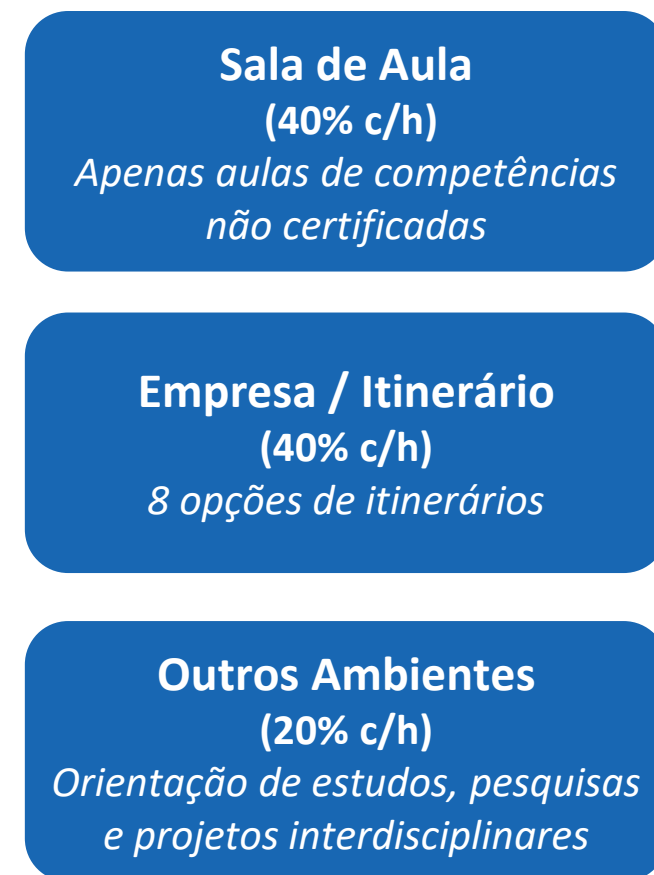 Sala de Aula
(40% c/h)
Apenas aulas de competências
não certificadas
Empresa / Itinerário
(40% c/h)
8 opções de itinerários
Outros Ambientes
(20% c/h)
Orientação de estudos, pesquisas
e projetos interdisciplinares